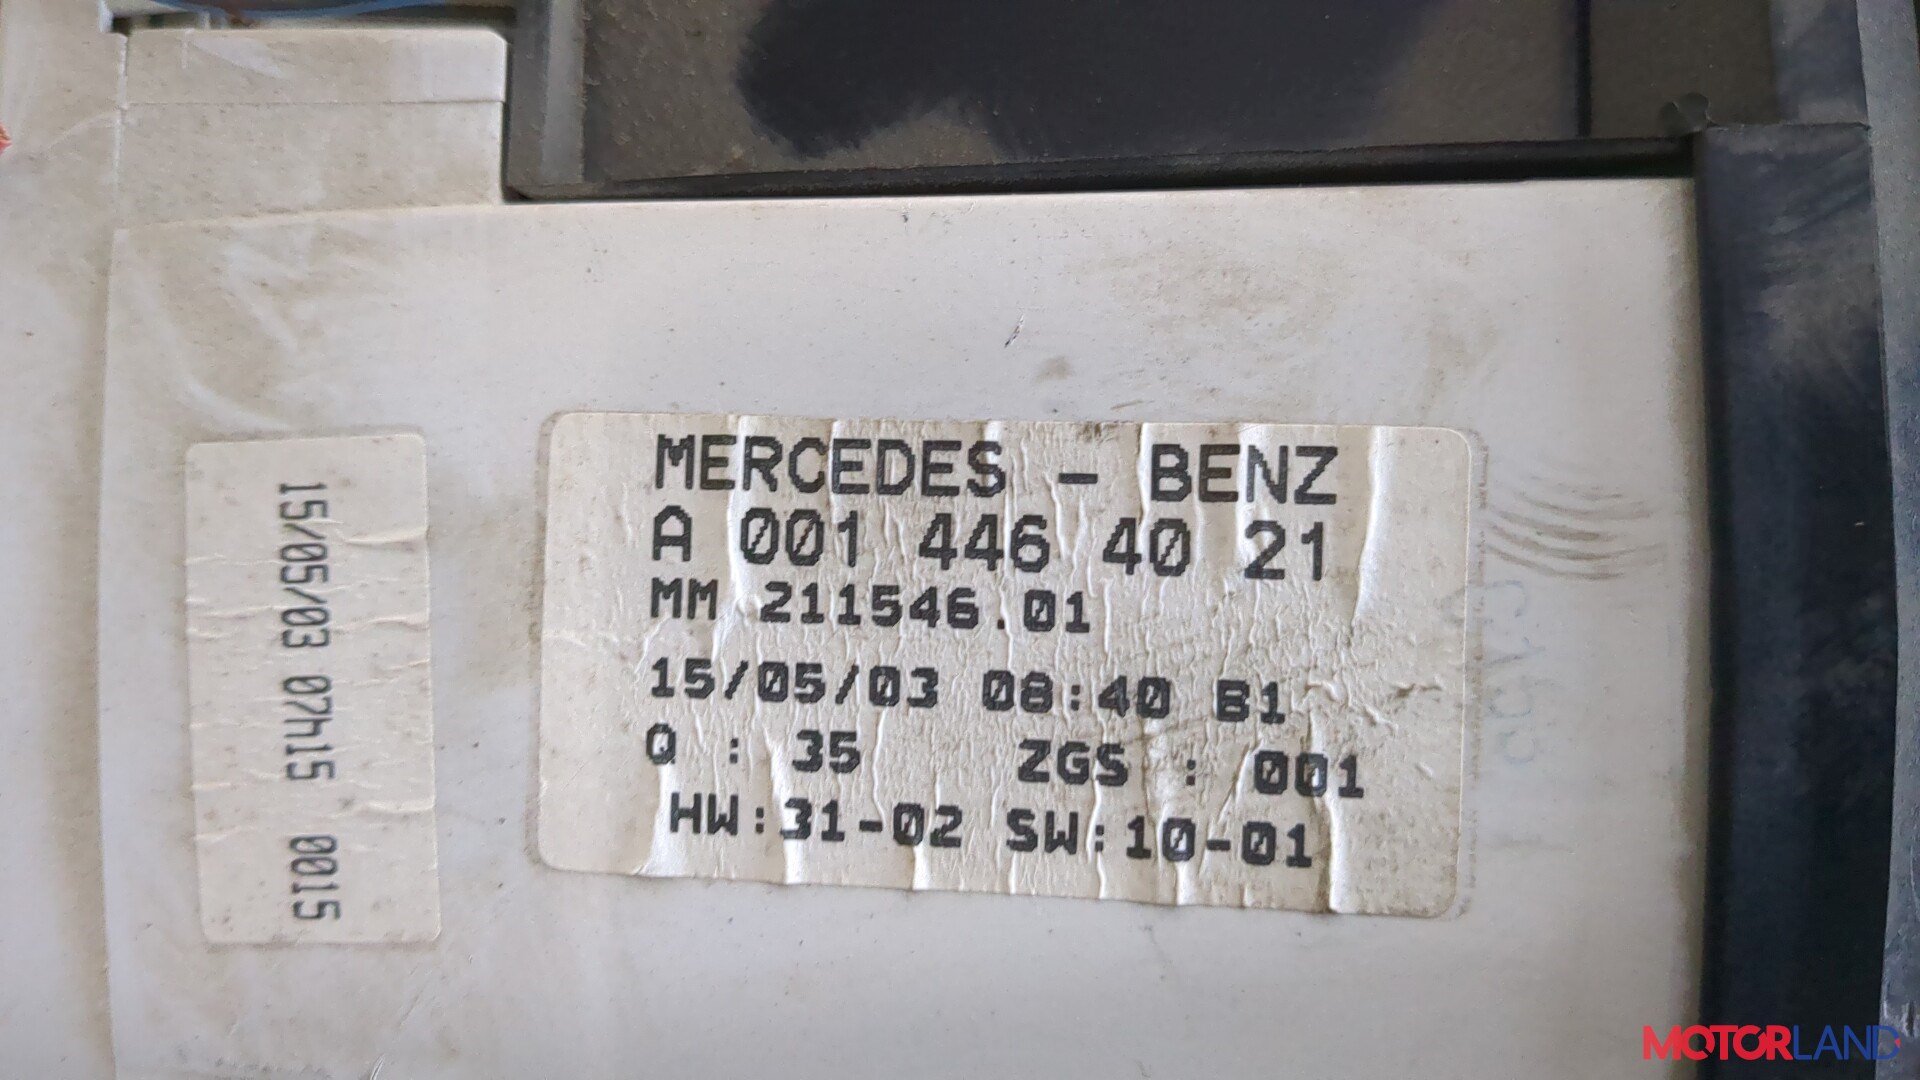 15/05/03 07h15 0015
MERCEDES - BENZ
A 001 446 40 21
MM 211546.01
15/05/03 08:40 B1
Q : 35 ZGS : 001
HW:31-02 SW:10-01
MOTORLAND